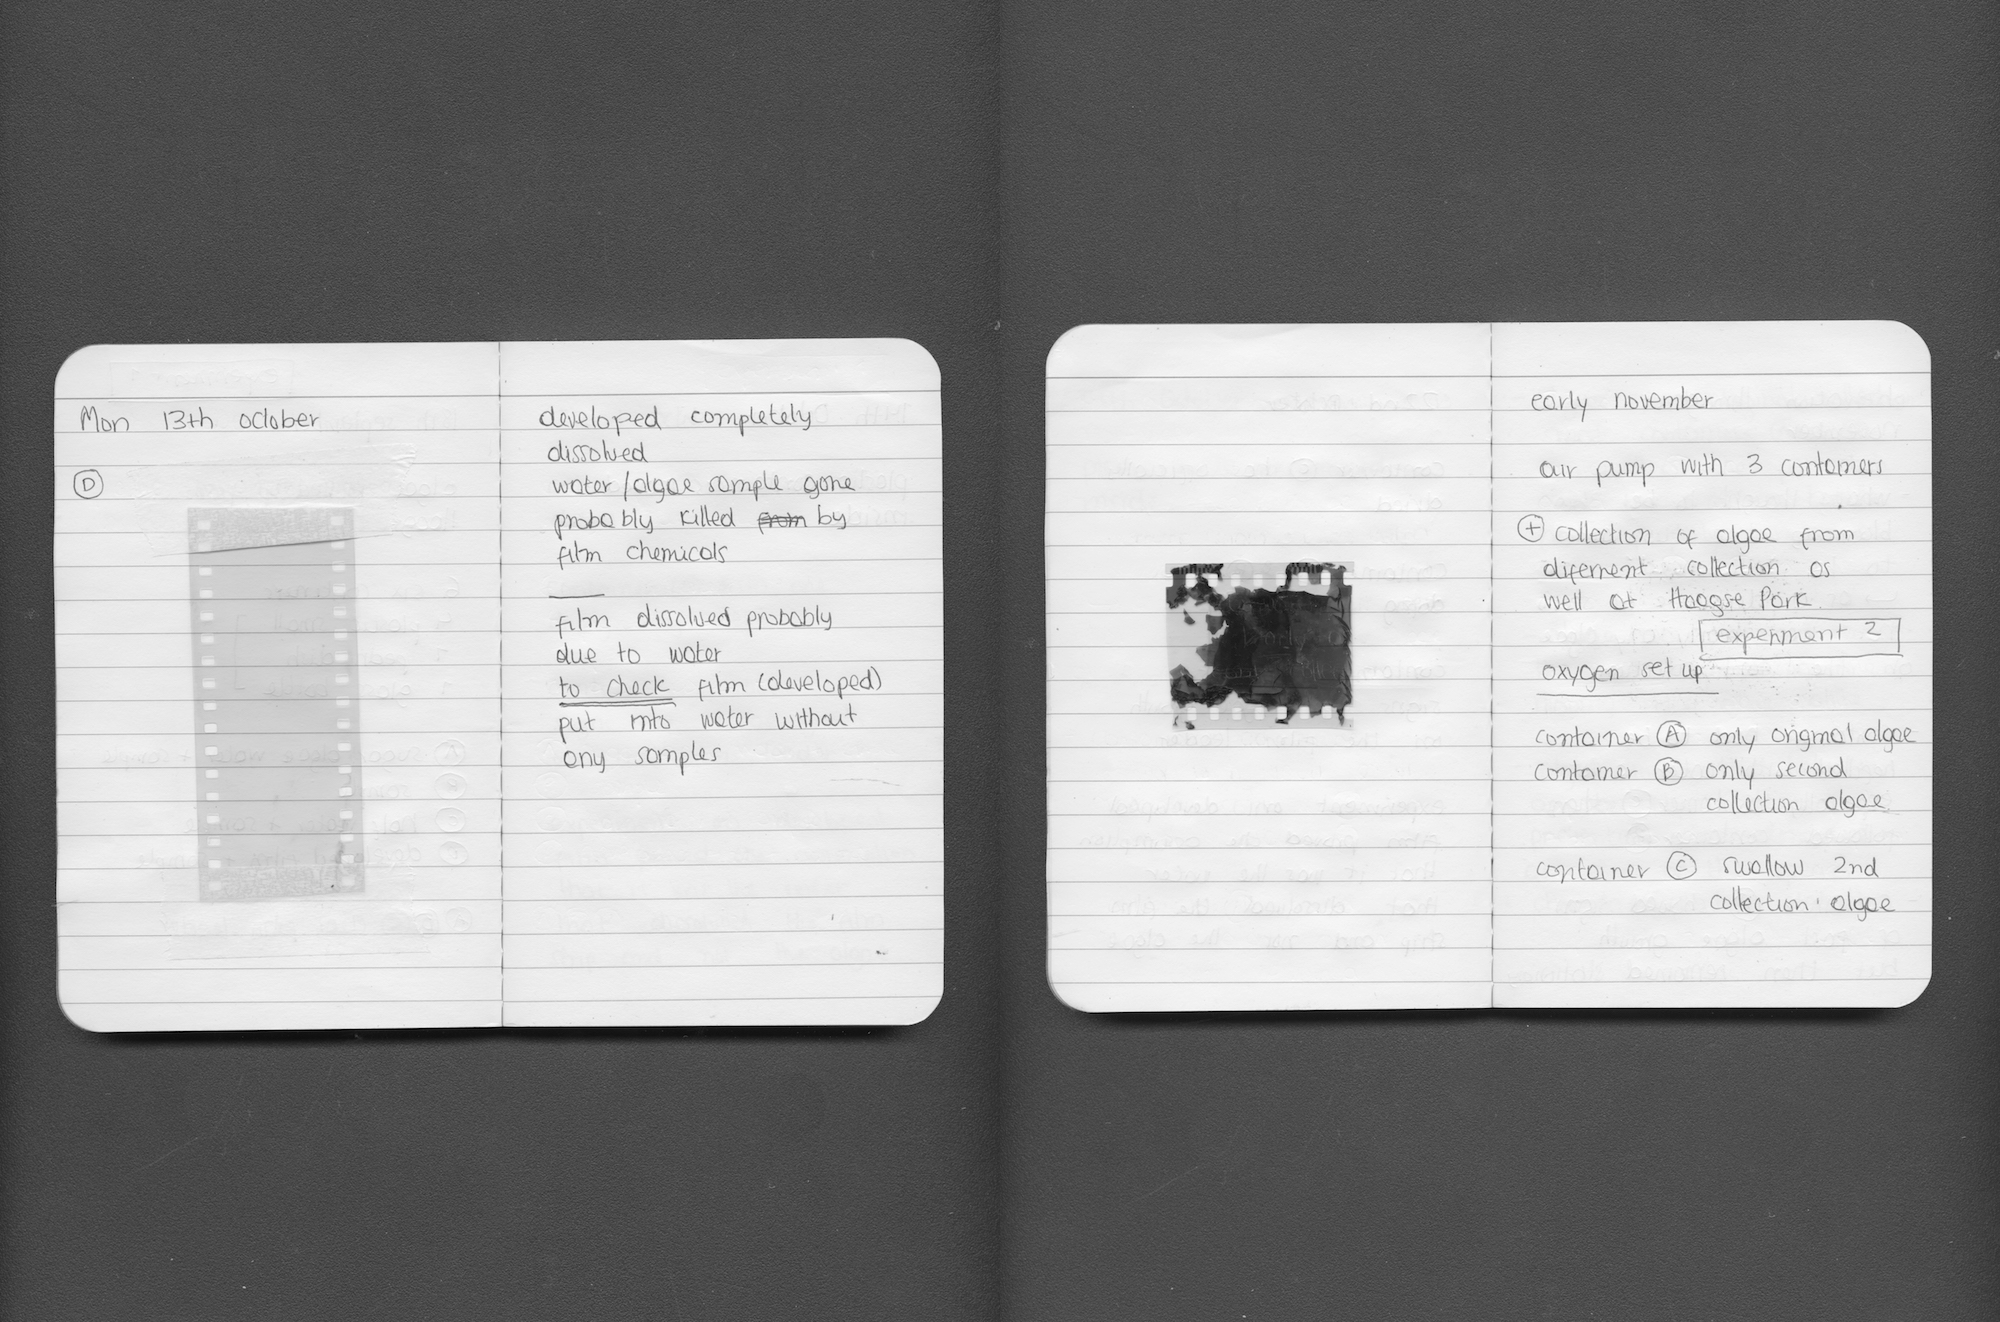 Mon 13th october
D
developed completely
dissolved
water/algae sample gone
probably killed from by
film chemicals
film dissolved probably
due to water
to check film (developed)
put into water without
any samples
early november
air pump with 3 containers
+ collection of algae from
diferrent collection as
well at Haagse Park
experiment 2
oxygen set up
container A only original algae
container B only second
collection algae
container C swallow 2nd
collection algae